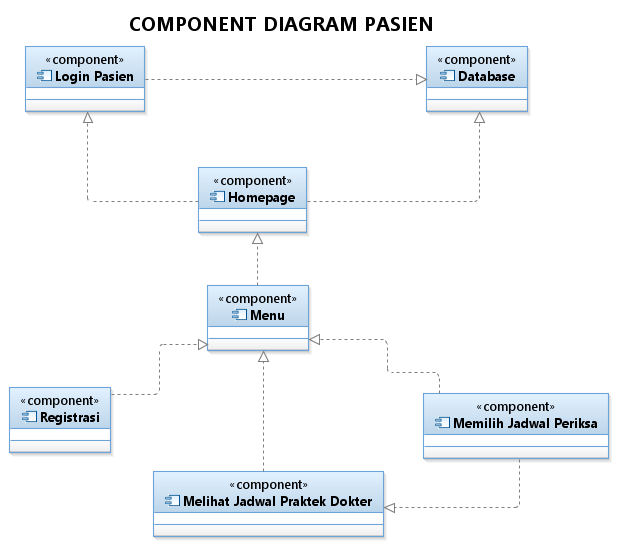 COMPONENT DIAGRAM PASIEN
«component»
Login Pasien
«component»
Database
«component»
Homepage
«component»
Menu
«component»
Registrasi
«component»
Memilih Jadwal Periksa
«component»
Melihat Jadwal Praktek Dokter